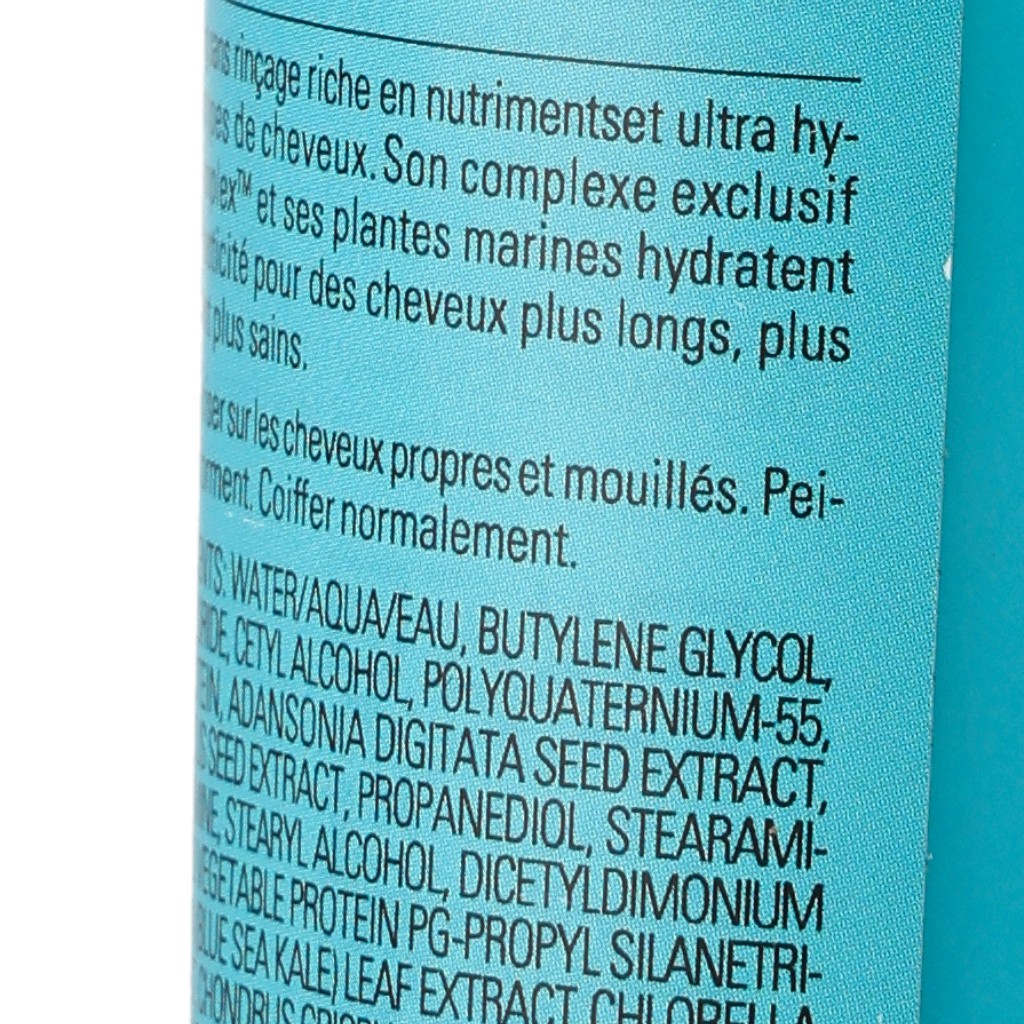 rinçage riche en nutrimentset ultra hy-
de cheveux. Son complexe exclusif
et ses plantes marines hydratent
pour des cheveux plus longs, plus
plus sains.
sur les cheveux propres et mouillés. Pei-
Coiffer normalement.
WATER/AQUA/EAU, BUTYLENE GLYCOL,
CETYL ALCOHOL, POLYQUATERNIUM-55,
ADANSONIA DIGITATA SEED EXTRACT,
SEED EXTRACT, PROPANEDIOL, STEARAMI-
STEARYL ALCOHOL, DICETYLDIMONIUM
VEGETABLE PROTEIN PG-PROPYL SILANETRI-
BLUE SEA KALE) LEAF EXTRACT, CHLORELLA
CHONDRUS